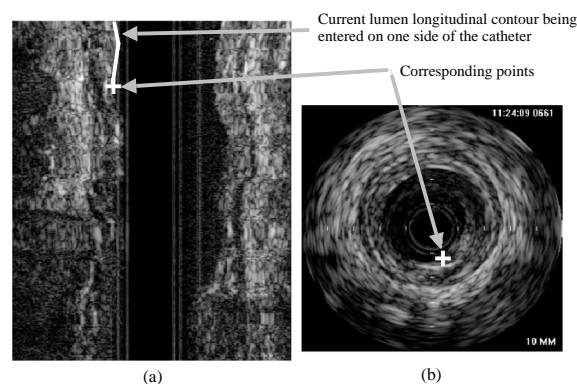 Current lumen longitudinal contour being
entered on one side of the catheter
Corresponding points
11:24:09 0661
10 MM
(a)
(b)